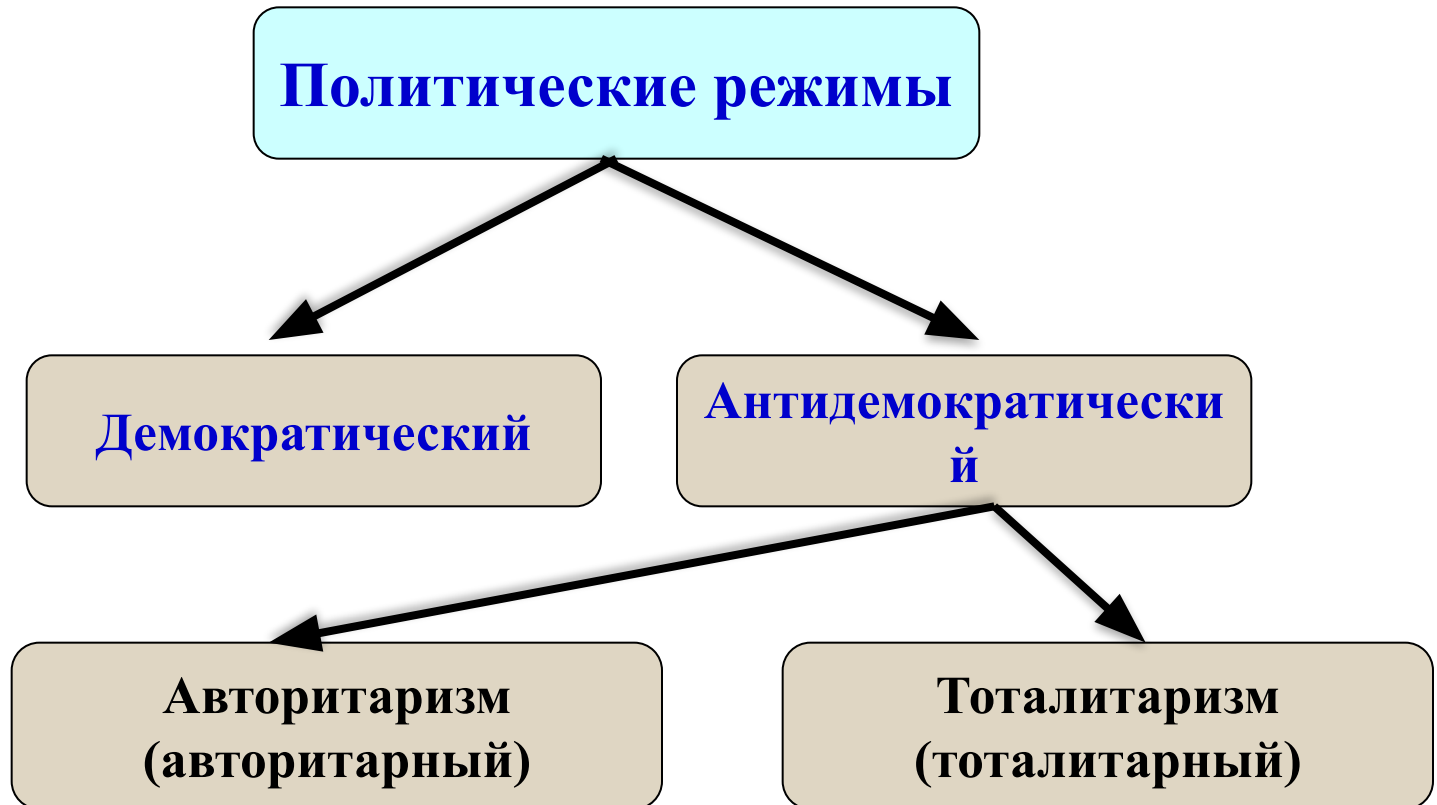 Политические режимы
Демократический
Антидемократически
й
Авторитаризм
(авторитарный)
Тоталитаризм
(тоталитарный)